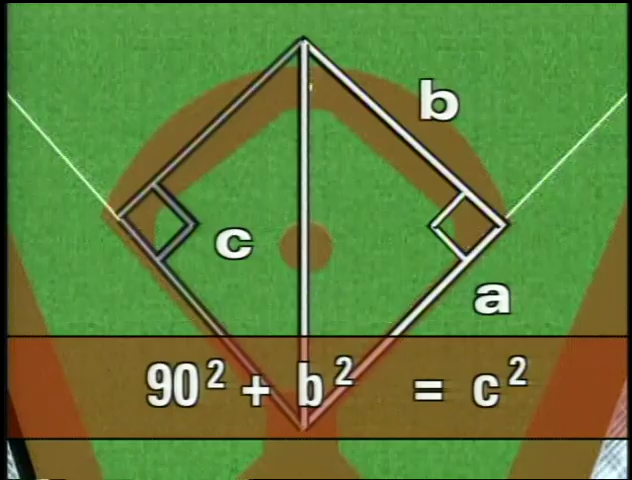 b
c
a
90² + b² = c²